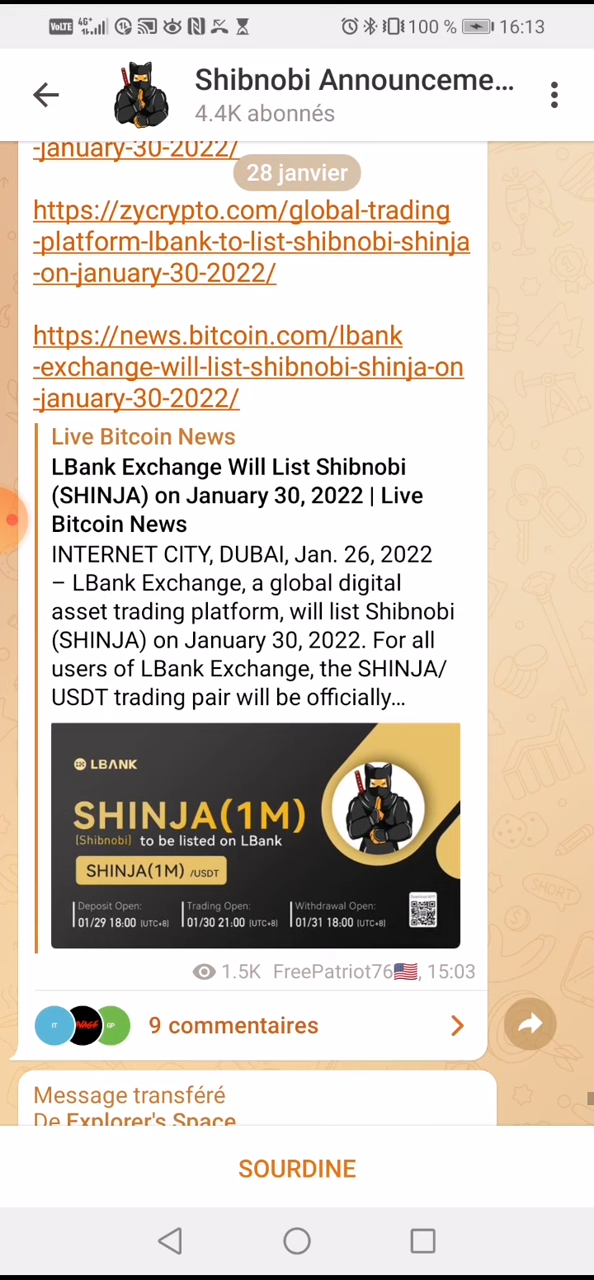 VoLTE 4G+ 100 % 16:13
Shibnobi Announceme...
4.4K abonnés
-january-30-2022/
28 janvier
https://zycrypto.com/global-trading
-platform-lbank-to-list-shibnobi-shinja
-on-january-30-2022/
https://news.bitcoin.com/lbank
-exchange-will-list-shibnobi-shinja-on
-january-30-2022/
Live Bitcoin News
LBank Exchange Will List Shibnobi
(SHINJA) on January 30, 2022 | Live
Bitcoin News
INTERNET CITY, DUBAI, Jan. 26, 2022
– LBank Exchange, a global digital
asset trading platform, will list Shibnobi
(SHINJA) on January 30, 2022. For all
users of LBank Exchange, the SHINJA/
USDT trading pair will be officially...
LBANK
SHINJA(1M)
[Shibnobi] to be listed on LBank
SHINJA(1M) /USDT
Deposit Open: Trading Open: Withdrawal Open:
01/29 18:00 (UTC+8) 01/30 21:00 (UTC+8) 01/31 18:00 (UTC+8)
1.5K FreePatriot76🇺🇸, 15:03
IT GP
9 commentaires
Message transféré
De Explorer's Space
SOURDINE